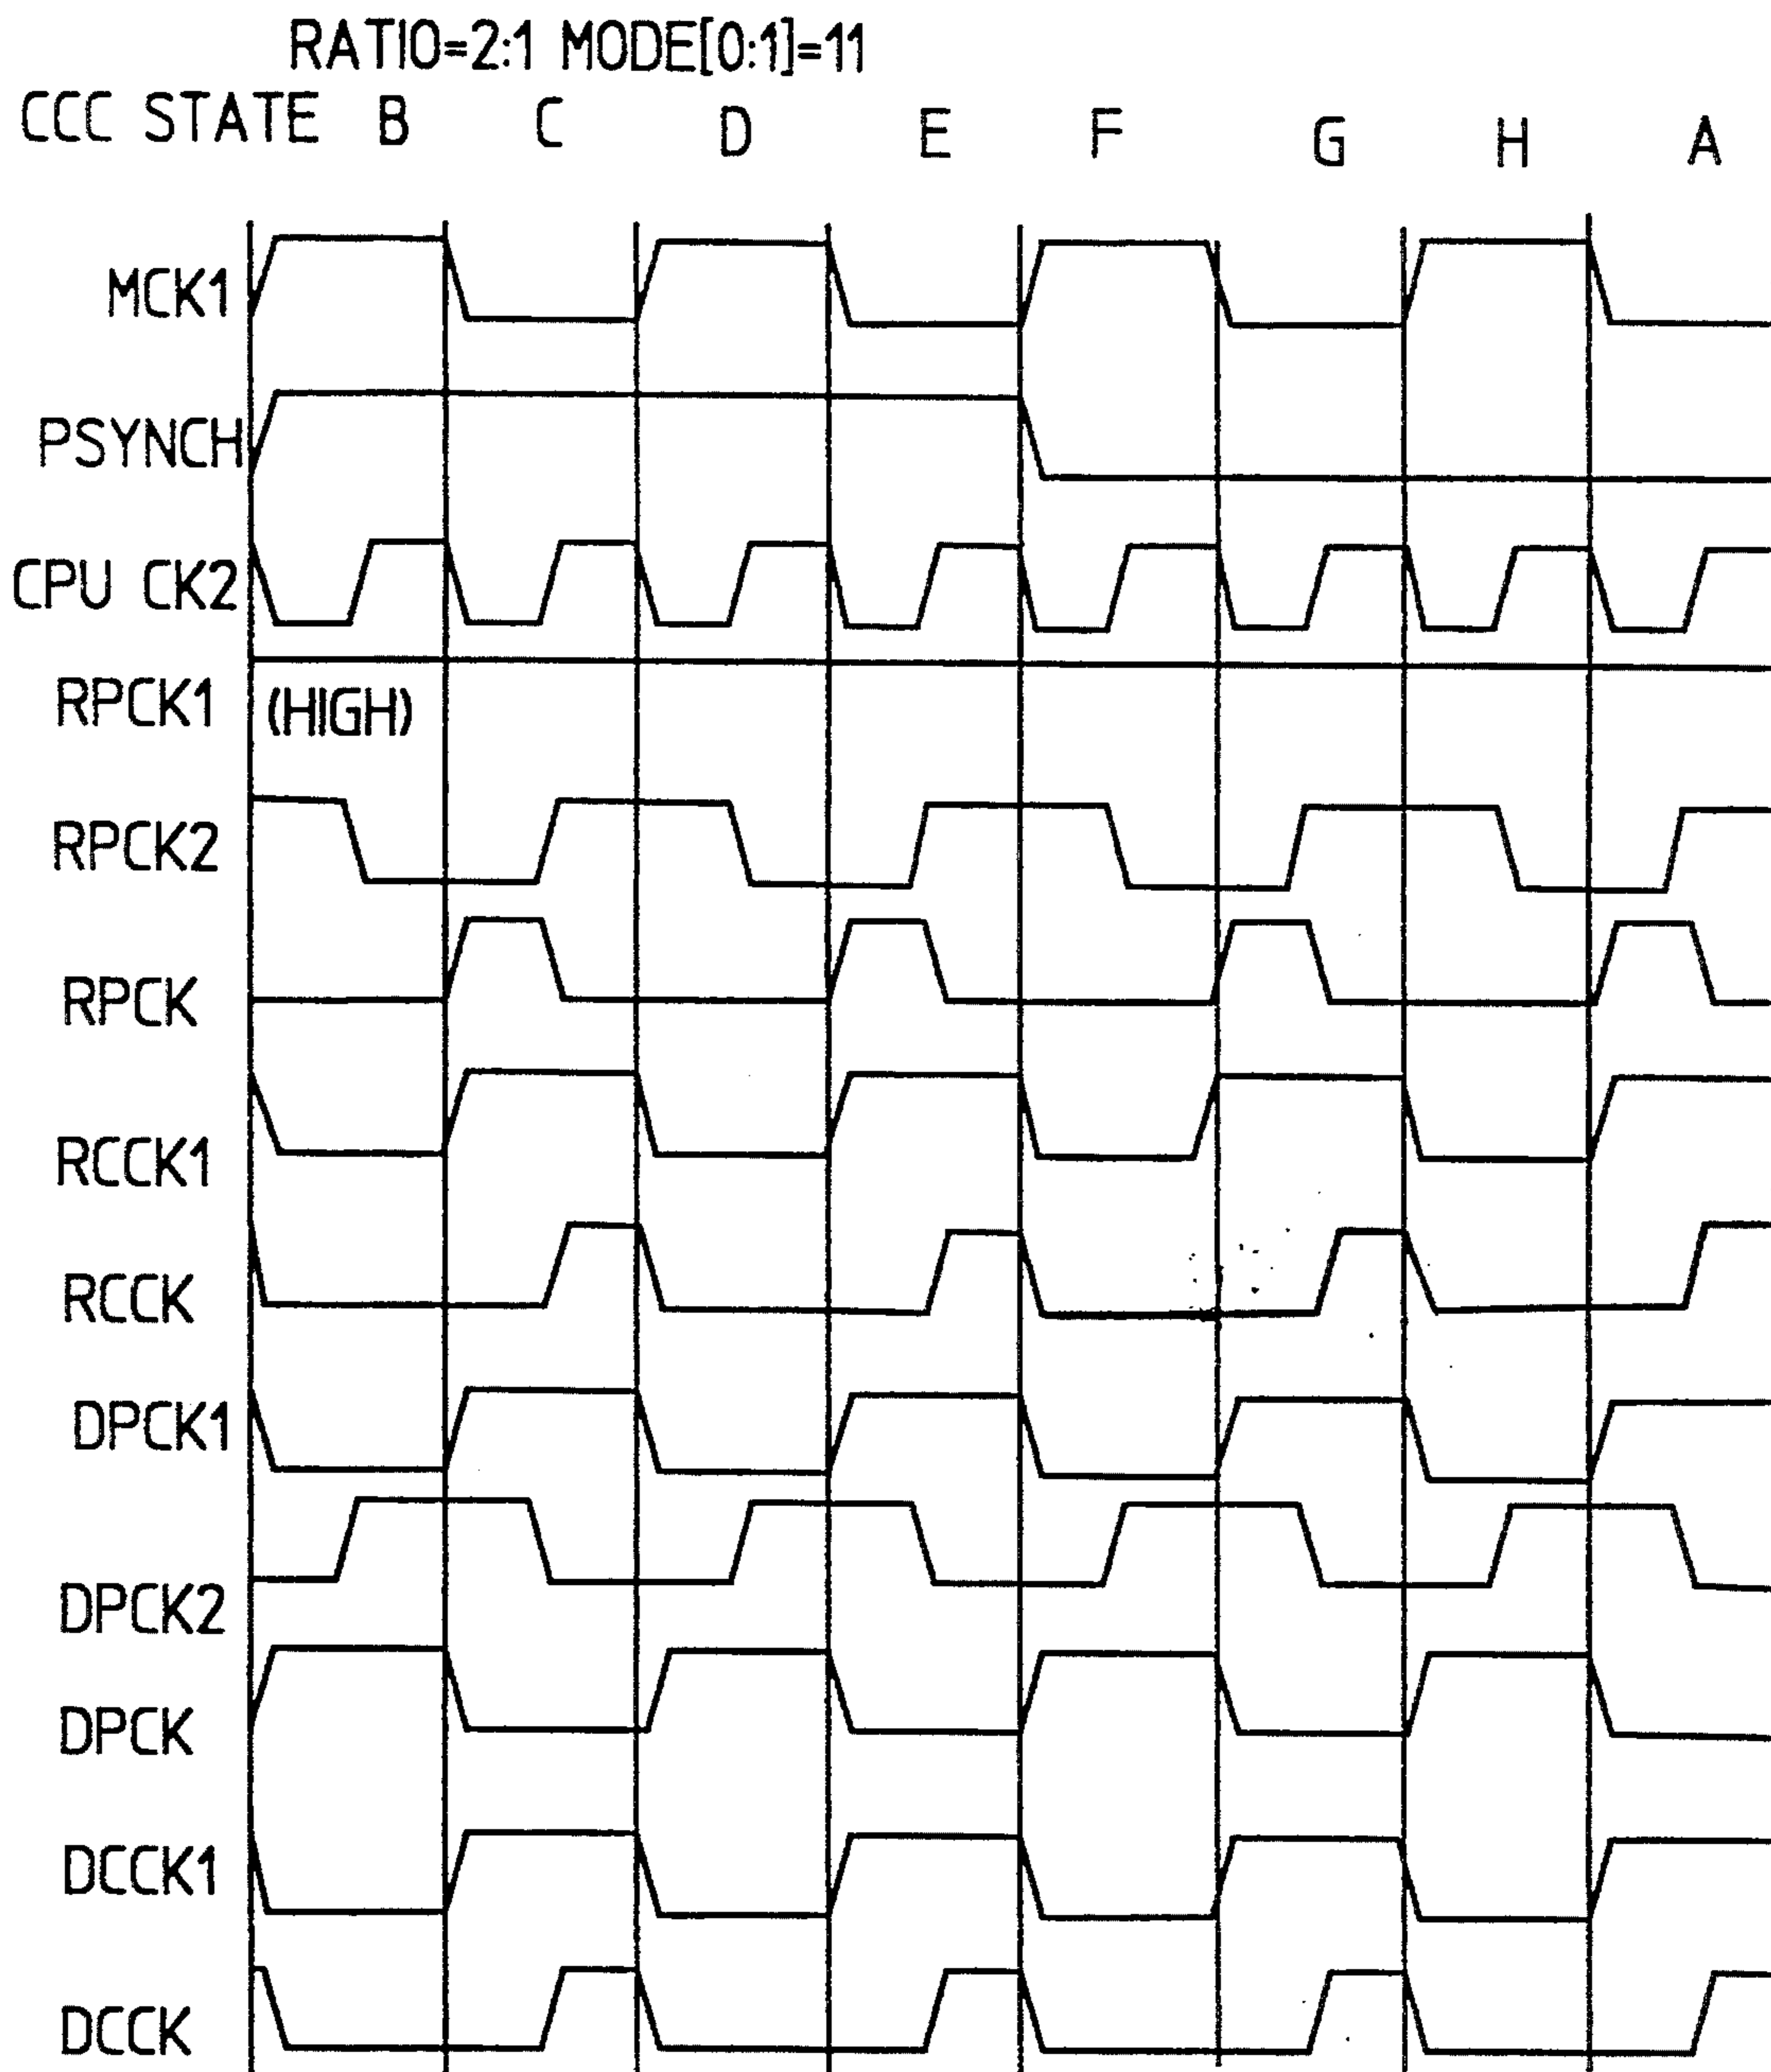 RATIO=2:1 MODE[0:1]=11
CCC STATE B C D E F G H A
MCK1
PSYNCH
CPU CK2
RPCK1 (HIGH)
RPCK2
RPCK
RCCK1
RCCK
DPCK1
DPCK2
DPCK
DCCK1
DCCK